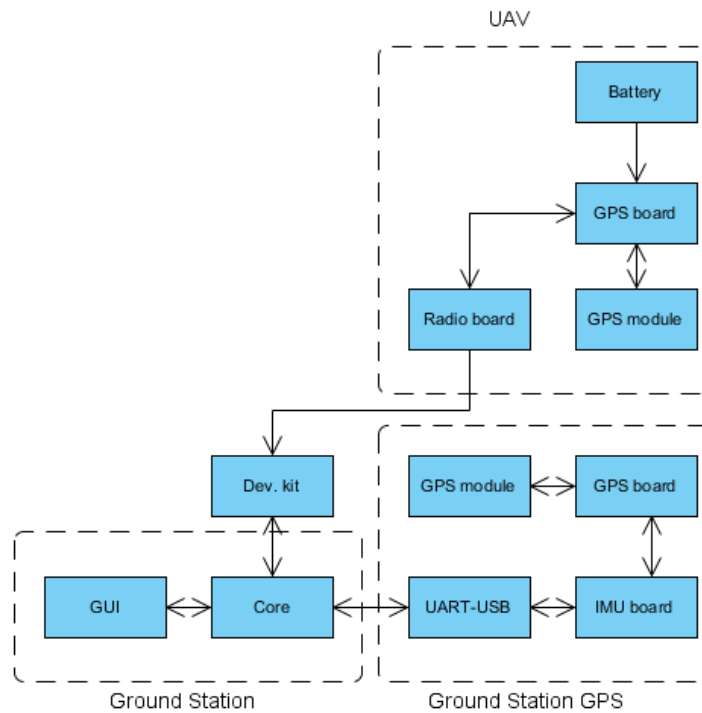 UAV
Battery
GPS board
Radio board
GPS module
Dev. kit
GPS module
GPS board
GUI
Core
UART-USB
IMU board
Ground Station
Ground Station GPS